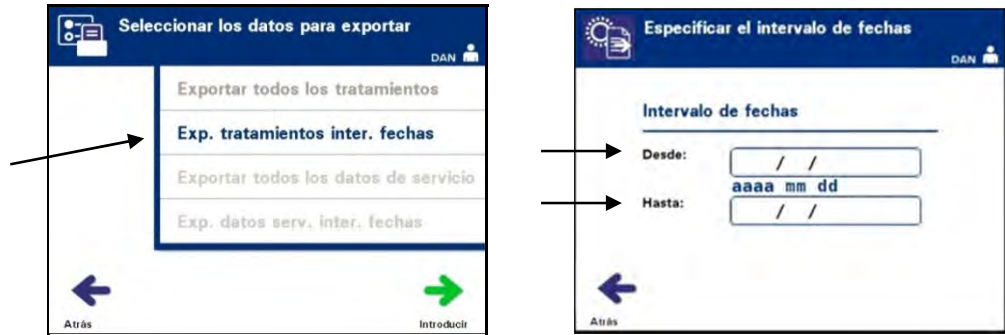 Seleccionar los datos para exportar
DAN
Exportar todos los tratamientos
Exp. tratamientos inter. fechas
Exportar todos los datos de servicio
Exp. datos serv. inter. fechas
Atrás
Introducir
Especificar el intervalo de fechas
DAN
Intervalo de fechas
Desde:
/ /
aaaa mm dd
Hasta:
/ /
Atrás